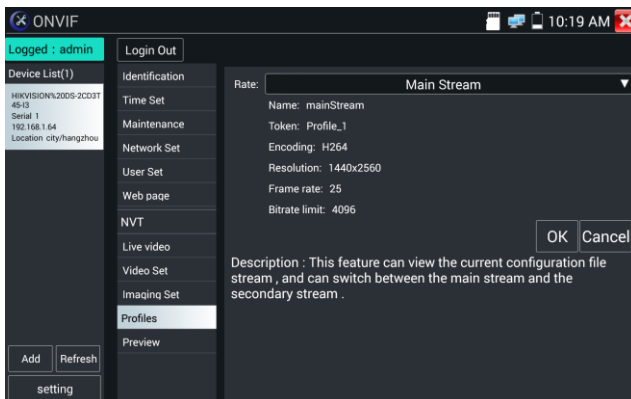 ONVIF
10:19 AM
Logged : admin
Login Out
Device List(1)
HIKVISION%20DS-2CD3T
45-I3
Serial 1
192.168.1.64
Location city/hangzhou
Add
Refresh
setting
Identification
Time Set
Maintenance
Network Set
User Set
Web page
NVT
Live video
Video Set
Imaging Set
Profiles
Preview
Rate:
Main Stream
Name: mainStream
Token: Profile_1
Encoding: H264
Resolution: 1440x2560
Frame rate: 25
Bitrate limit: 4096
OK
Cancel
Description : This feature can view the current configuration file
stream , and can switch between the main stream and the
secondary stream .